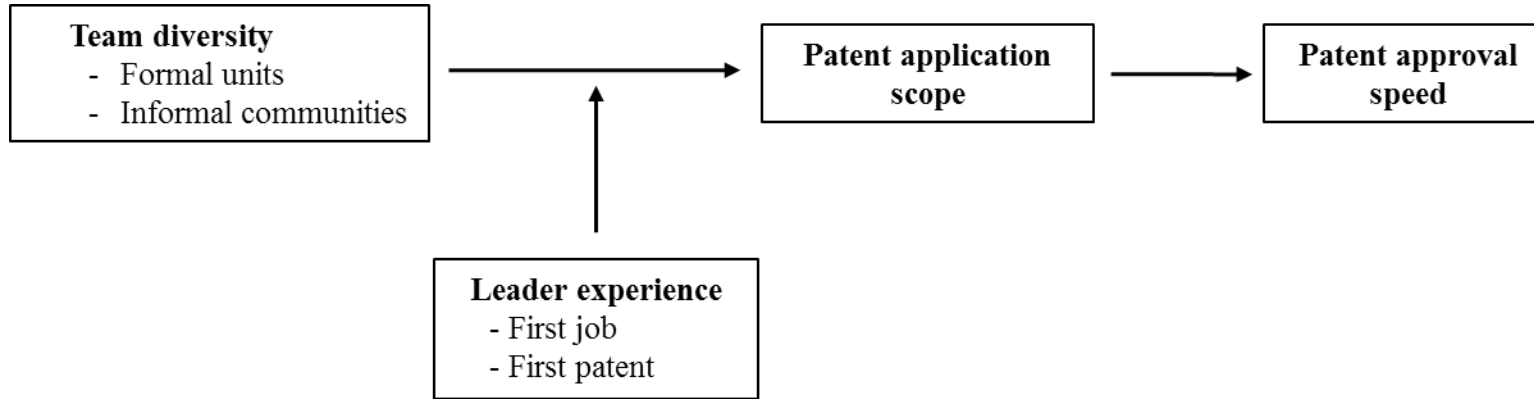 Team diversity
- Formal units
- Informal communities
Patent application
scope
Patent approval
speed
Leader experience
- First job
- First patent